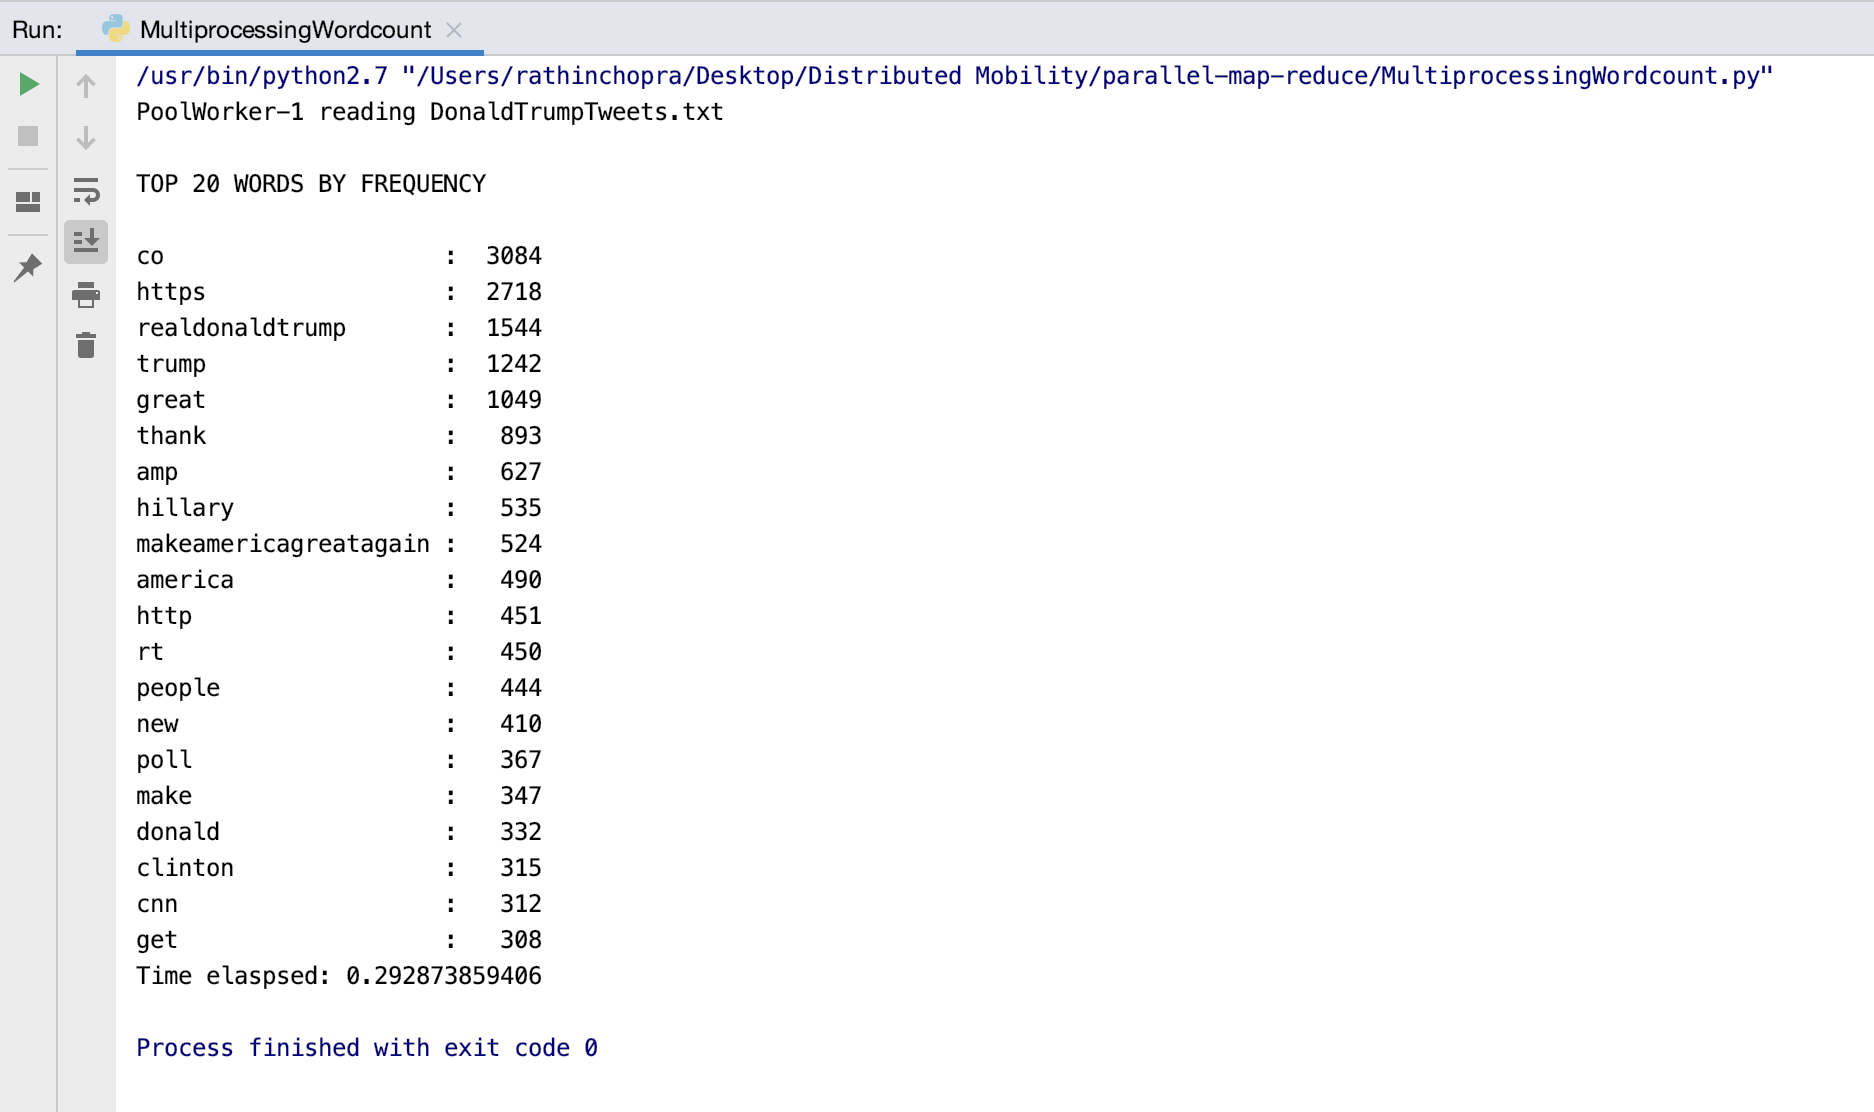 Run: MultiprocessingWordcount
/usr/bin/python2.7 "/Users/rathinchopra/Desktop/Distributed Mobility/parallel-map-reduce/MultiprocessingWordcount.py"
PoolWorker-1 reading DonaldTrumpTweets.txt
TOP 20 WORDS BY FREQUENCY
co : 3084
https : 2718
realdonaldtrump : 1544
trump : 1242
great : 1049
thank : 893
amp : 627
hillary : 535
makeamericagreatagain : 524
america : 490
http : 451
rt : 450
people : 444
new : 410
poll : 367
make : 347
donald : 332
clinton : 315
cnn : 312
get : 308
Time elaspsed: 0.292873859406
Process finished with exit code 0